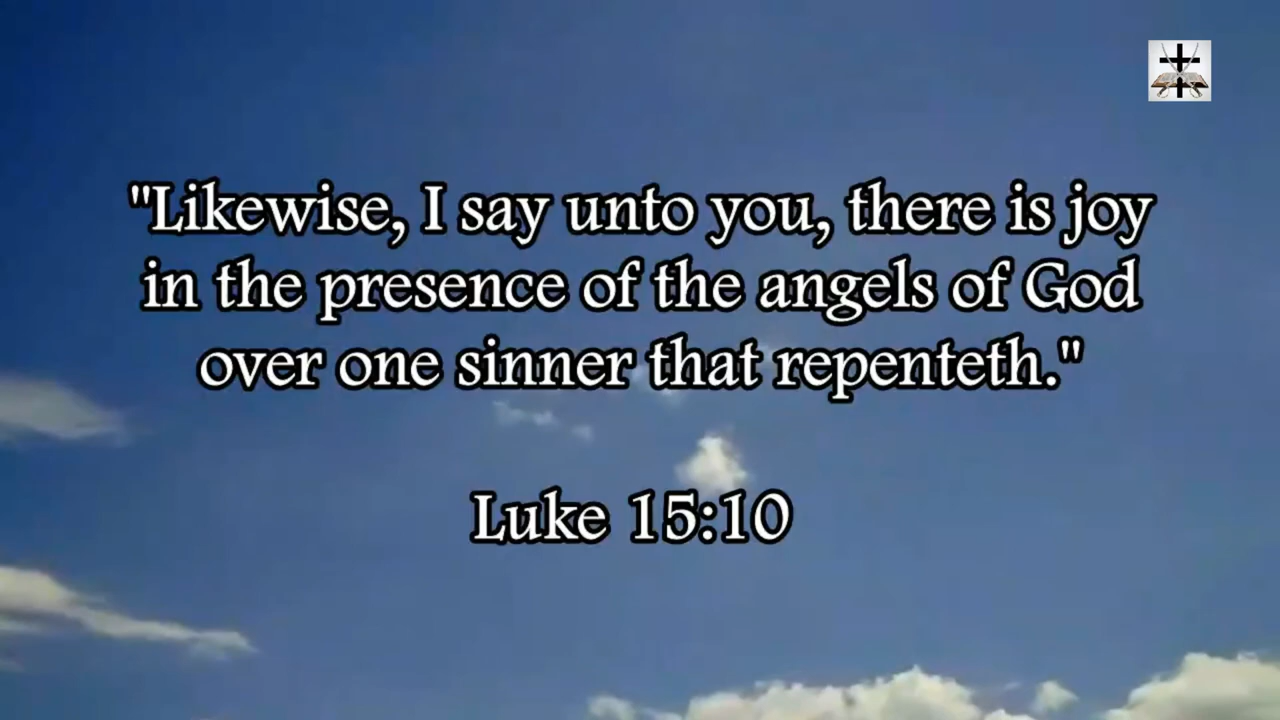 "Likewise, I say unto you, there is joy
in the presence of the angels of God
over one sinner that repenteth."
Luke 15:10